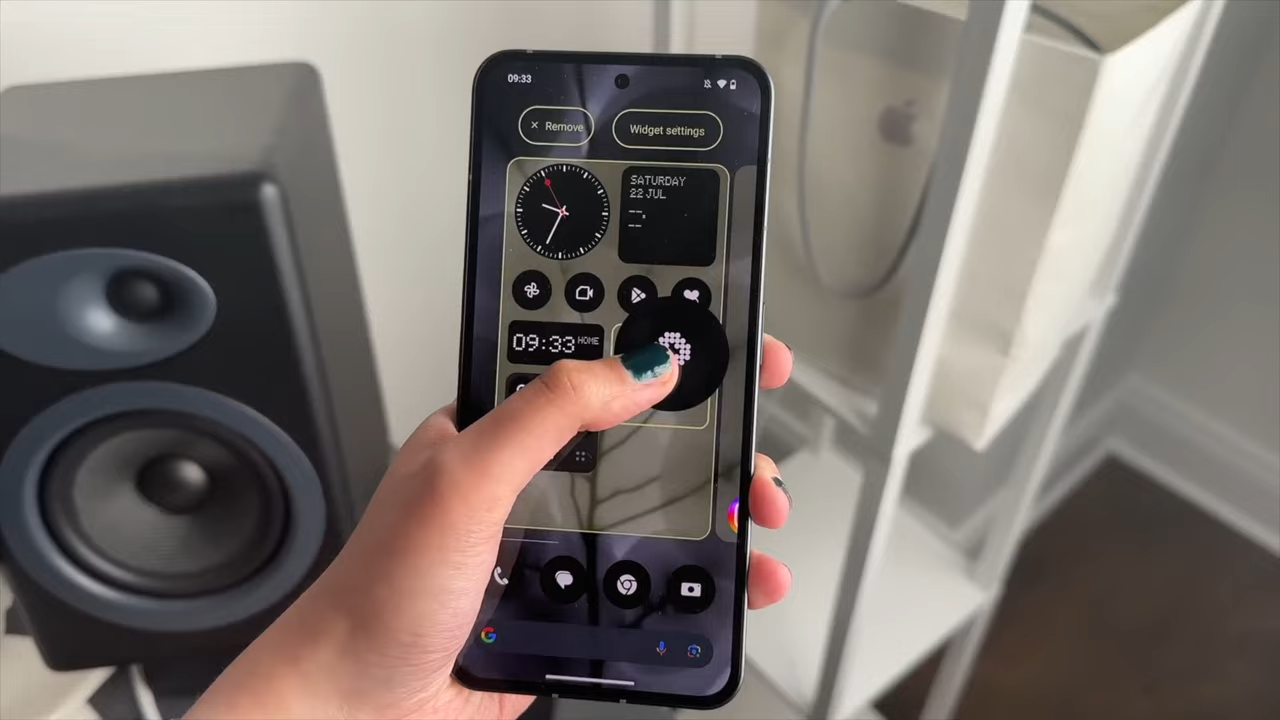 09:33
× Remove
Widget settings
SATURDAY
22 JUL
--°
--
09:33 HOME
G